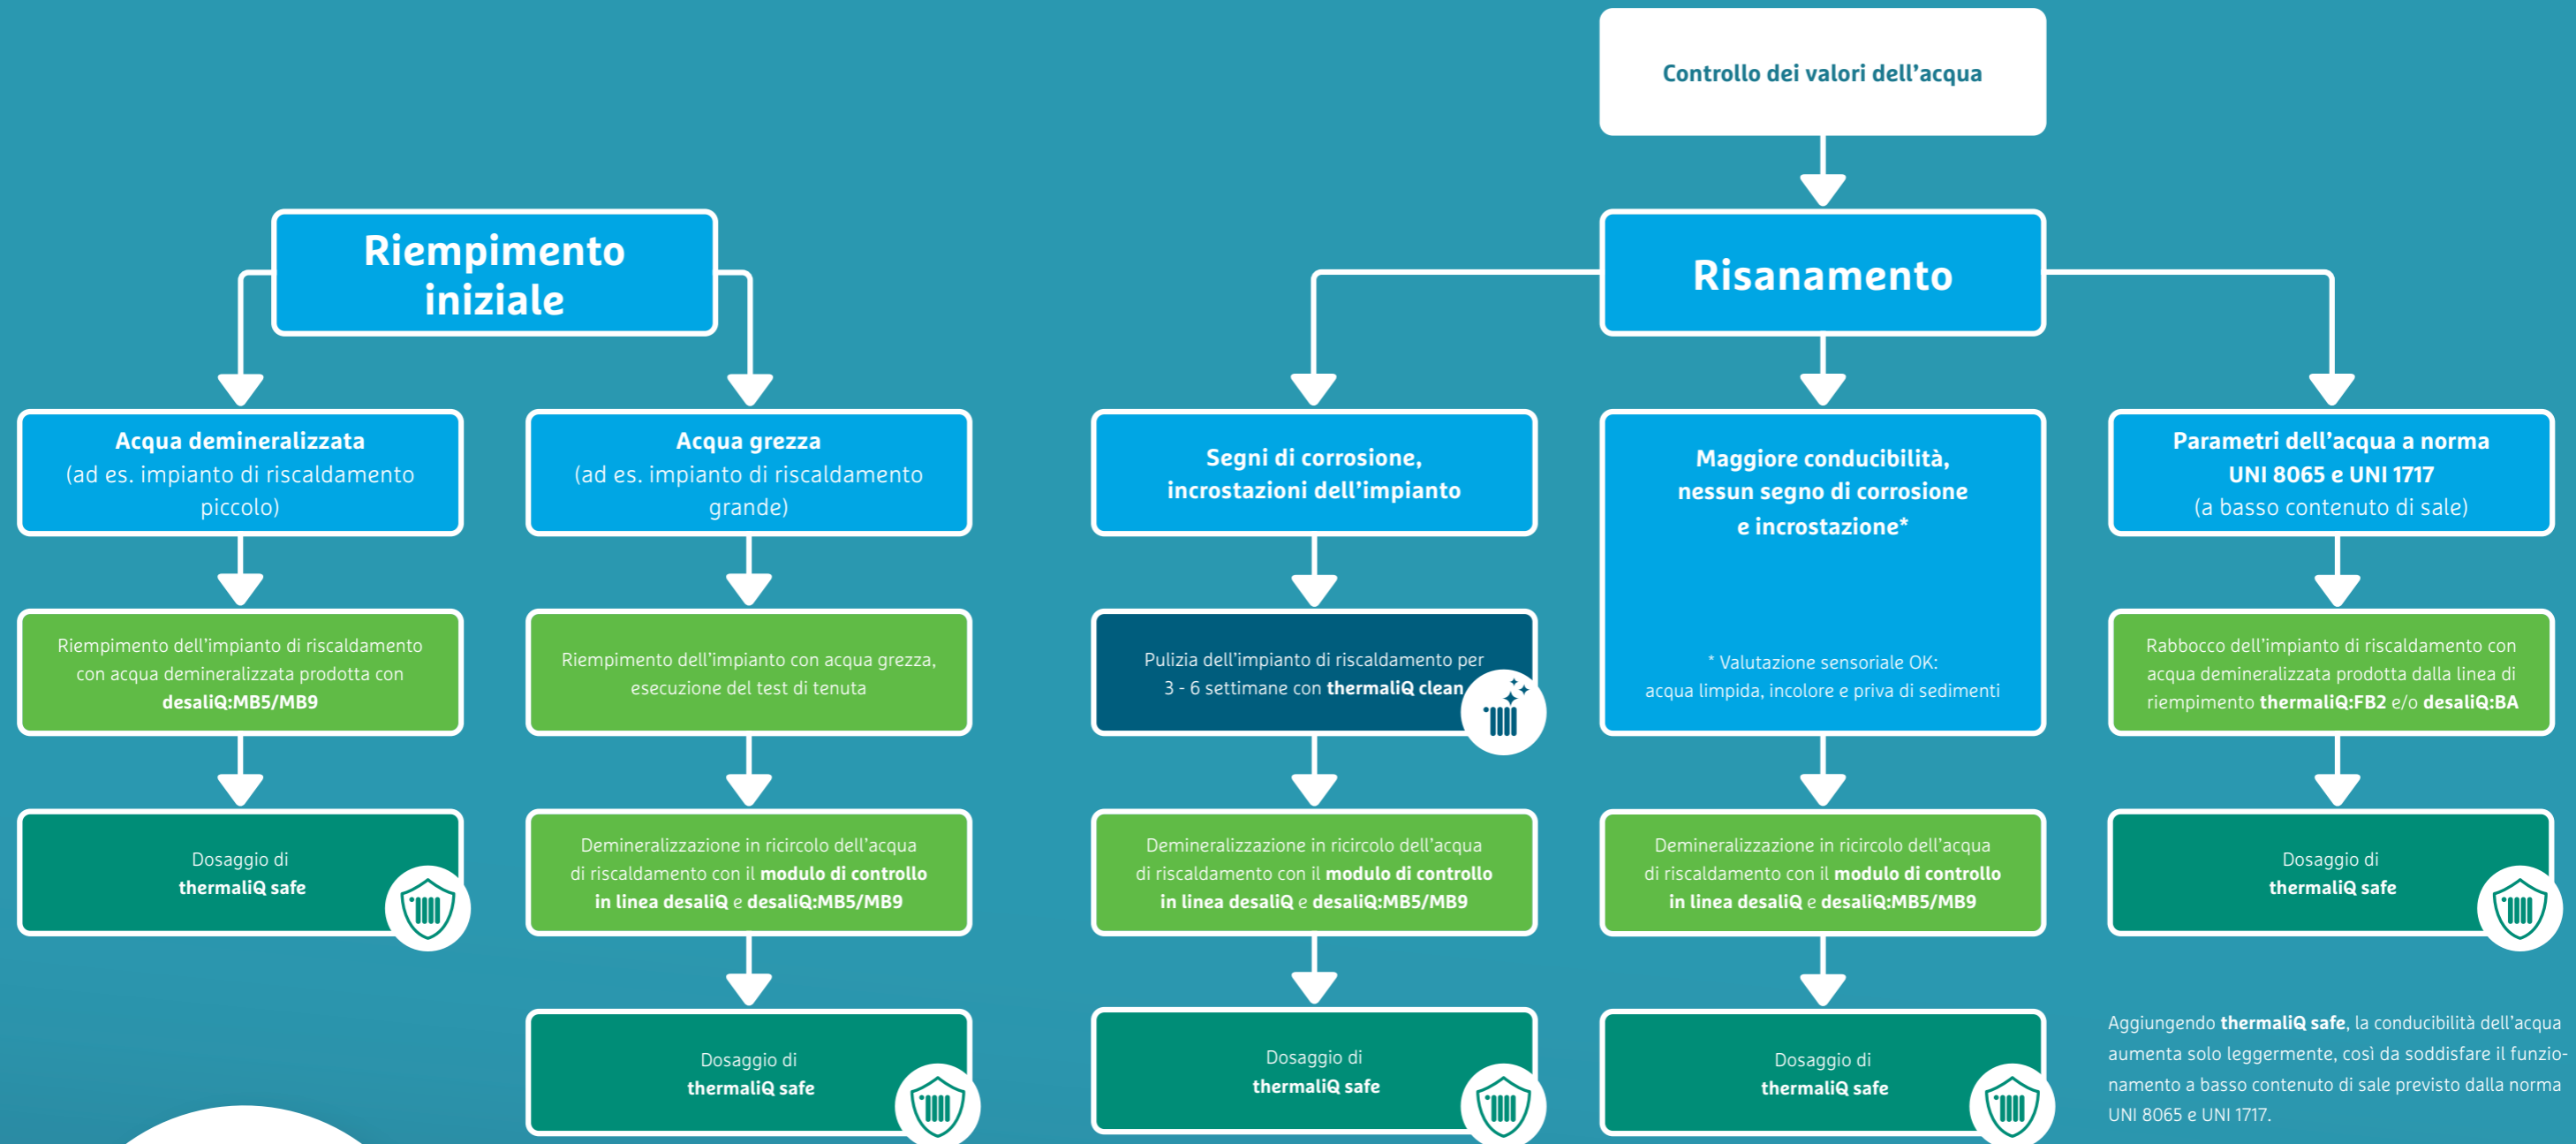 Controllo dei valori dell’acqua
Riempimento
iniziale
Risanamento
Acqua demineralizzata
(ad es. impianto di riscaldamento
piccolo)
Acqua grezza
(ad es. impianto di riscaldamento
grande)
Segni di corrosione,
incrostazioni dell’impianto
Maggiore conducibilità,
nessun segno di corrosione
e incrostazione*
* Valutazione sensoriale OK:
acqua limpida, incolore e priva di sedimenti
Parametri dell’acqua a norma
UNI 8065 e UNI 1717
(a basso contenuto di sale)
Riempimento dell’impianto di riscaldamento
con acqua demineralizzata prodotta con
desaliQ:MB5/MB9
Riempimento dell’impianto con acqua grezza,
esecuzione del test di tenuta
Pulizia dell’impianto di riscaldamento per
3 - 6 settimane con thermaliQ clean
Rabbocco dell’impianto di riscaldamento con
acqua demineralizzata prodotta dalla linea di
riempimento thermaliQ:FB2 e/o desaliQ:BA
Dosaggio di
thermaliQ safe
Demineralizzazione in ricircolo dell’acqua
di riscaldamento con il modulo di controllo
in linea desaliQ e desaliQ:MB5/MB9
Demineralizzazione in ricircolo dell’acqua
di riscaldamento con il modulo di controllo
in linea desaliQ e desaliQ:MB5/MB9
Demineralizzazione in ricircolo dell’acqua
di riscaldamento con il modulo di controllo
in linea desaliQ e desaliQ:MB5/MB9
Dosaggio di
thermaliQ safe
Dosaggio di
thermaliQ safe
Dosaggio di
thermaliQ safe
Dosaggio di
thermaliQ safe
Aggiungendo thermaliQ safe, la conducibilità dell’acqua
aumenta solo leggermente, così da soddisfare il funzio-
namento a basso contenuto di sale previsto dalla norma
UNI 8065 e UNI 1717.